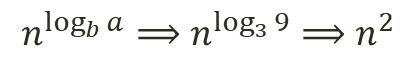 n^{log_b a} ⟹ n^{log_3 9} ⟹ n^2